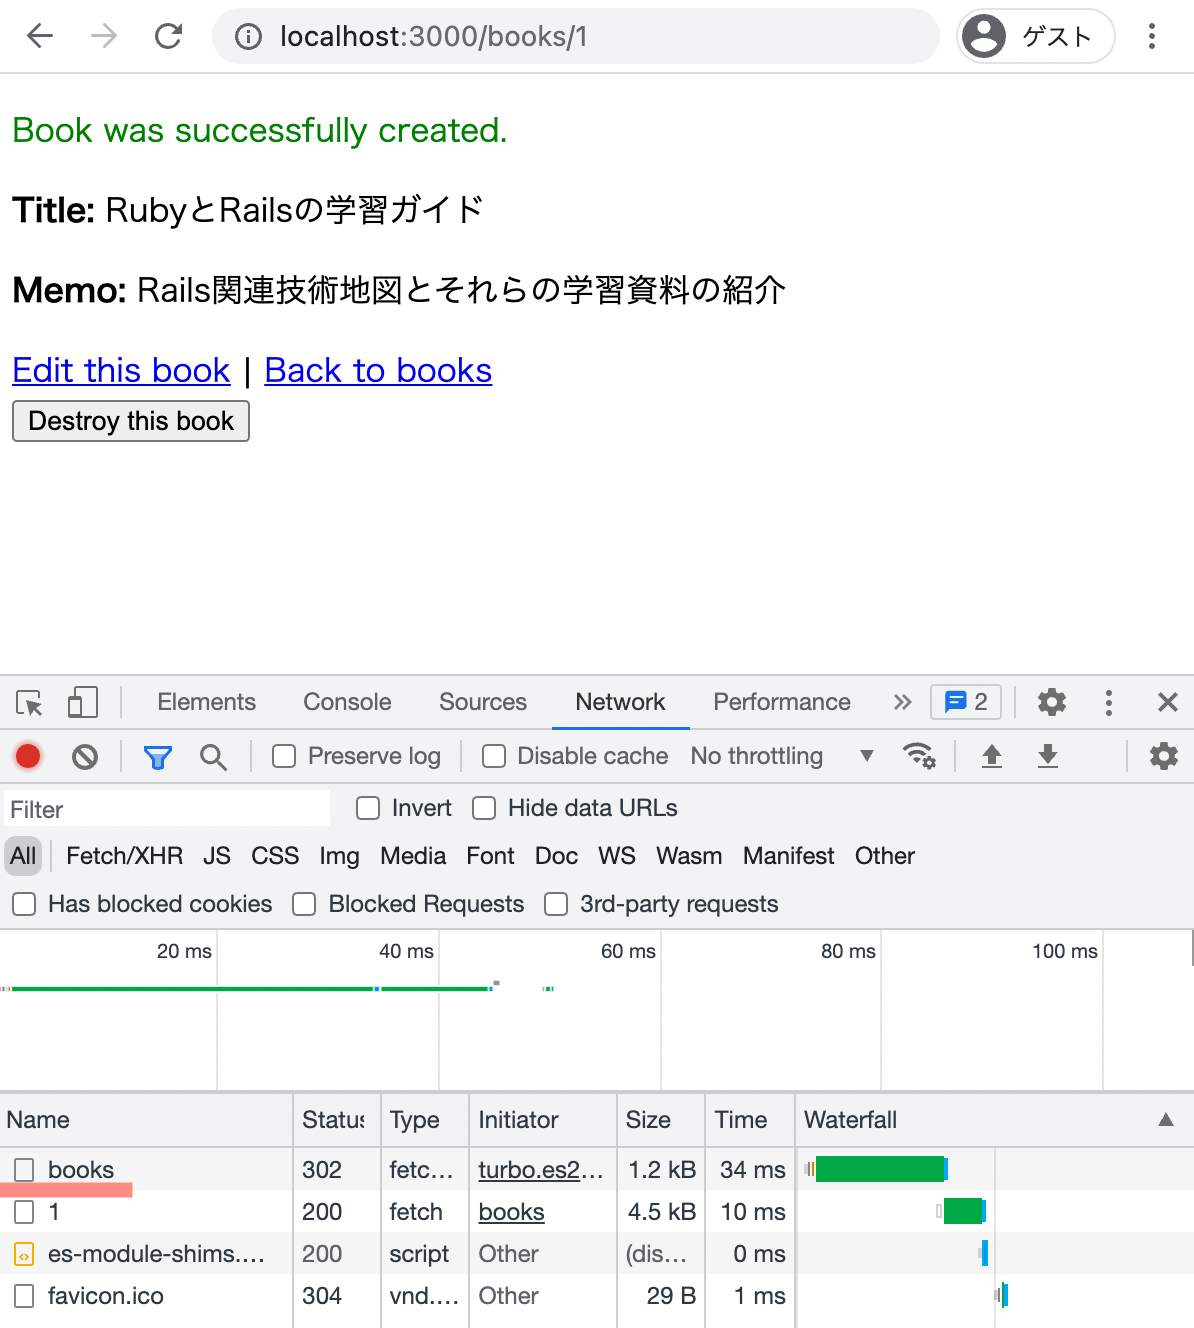 localhost:3000/books/1 ゲスト
Book was successfully created.
Title: RubyとRailsの学習ガイド
Memo: Rails関連技術地図とそれらの学習資料の紹介
Edit this book | Back to books
Destroy this book
Elements Console Sources Network Performance 2
Preserve log Disable cache No throttling
Filter Invert Hide data URLs
All Fetch/XHR JS CSS Img Media Font Doc WS Wasm Manifest Other
Has blocked cookies Blocked Requests 3rd-party requests
20 ms 40 ms 60 ms 80 ms 100 ms
Name Status Type Initiator Size Time Waterfall
books 302 fetc... turbo.es2... 1.2 kB 34 ms
1 200 fetch books 4.5 kB 10 ms
es-module-shims.... 200 script Other (dis... 0 ms
favicon.ico 304 vnd.... Other 29 B 1 ms